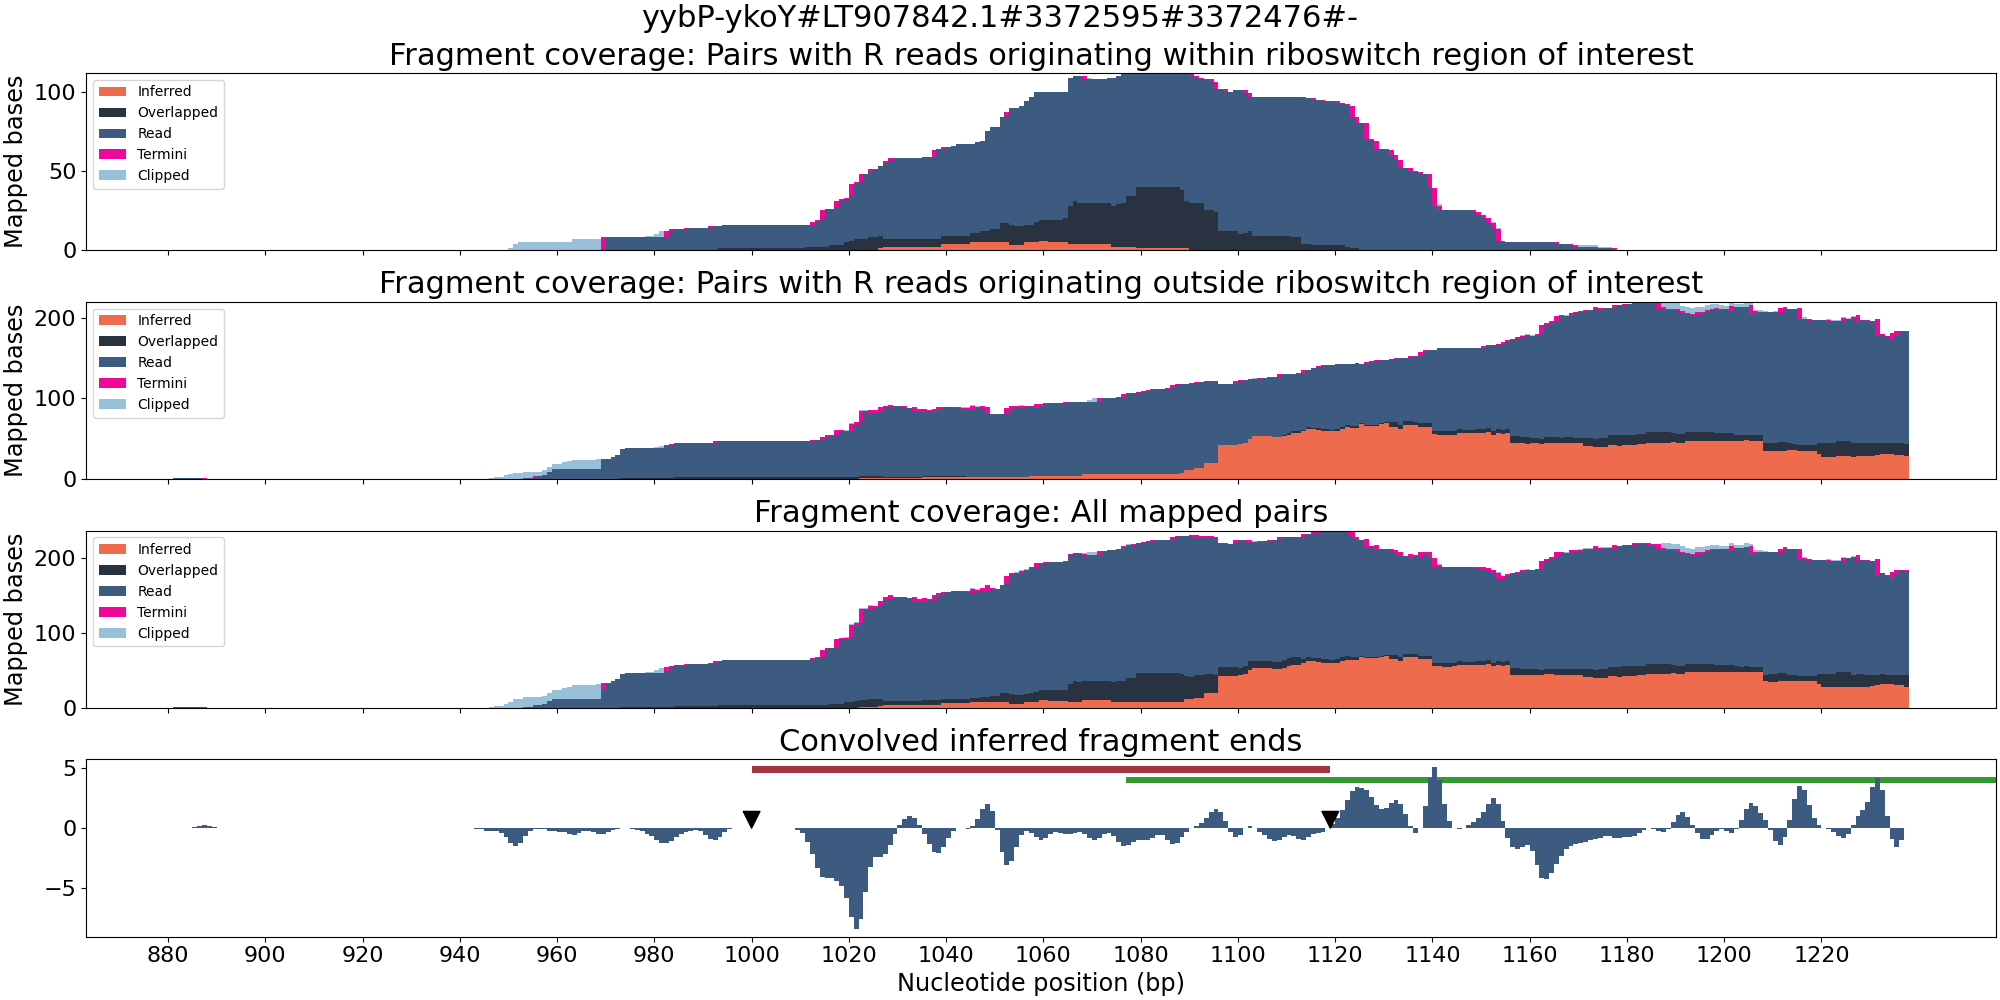 yybP-ykoY#LT907842.1#3372595#3372476#-
Fragment coverage: Pairs with R reads originating within riboswitch region of interest
Mapped bases
100
50
0
Inferred
Overlapped
Read
Termini
Clipped
Fragment coverage: Pairs with R reads originating outside riboswitch region of interest
Mapped bases
200
100
0
Inferred
Overlapped
Read
Termini
Clipped
Fragment coverage: All mapped pairs
Mapped bases
200
100
0
Inferred
Overlapped
Read
Termini
Clipped
Convolved inferred fragment ends
5
0
−5
880 900 920 940 960 980 1000 1020 1040 1060 1080 1100 1120 1140 1160 1180 1200 1220
Nucleotide position (bp)